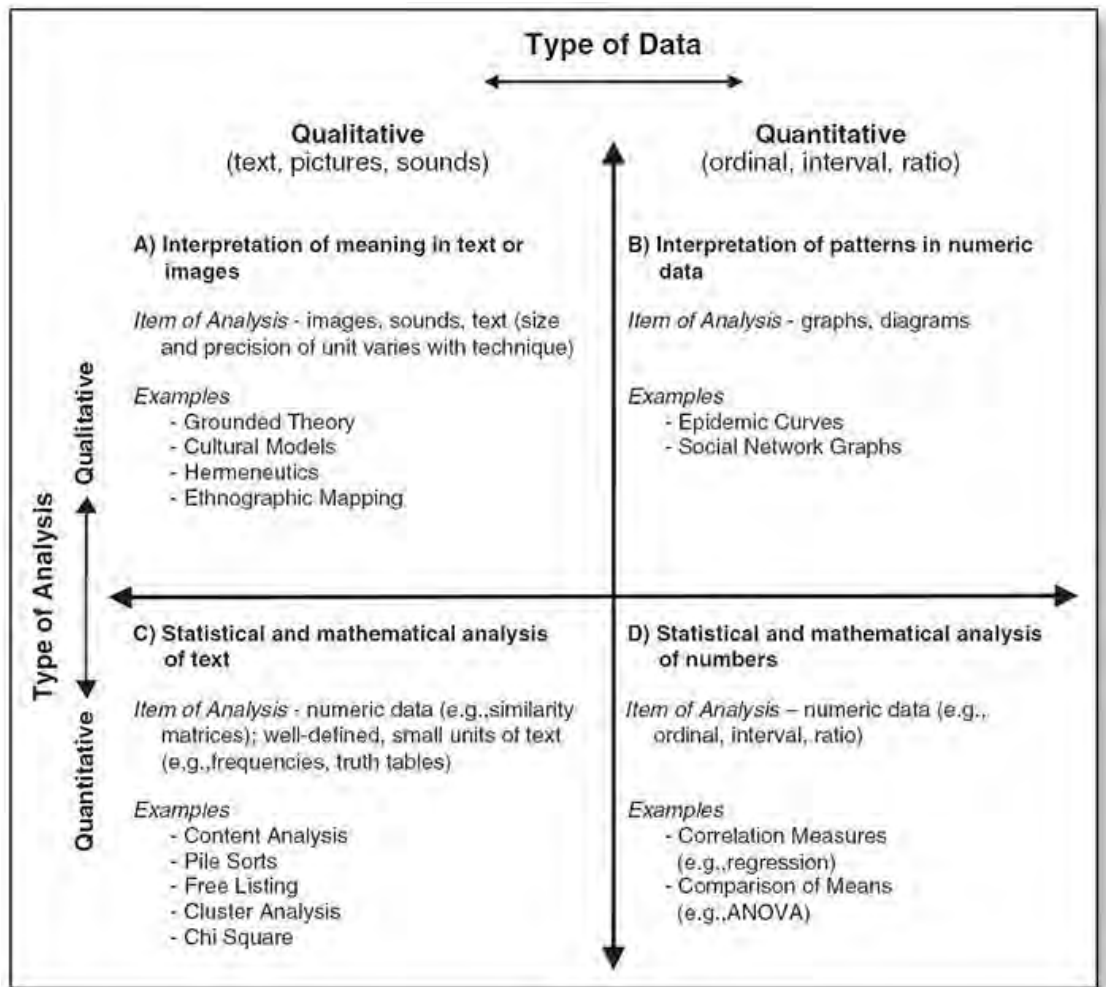 Type of Data
Qualitative
(text, pictures, sounds)
Quantitative
(ordinal, interval, ratio)
A) Interpretation of meaning in text or
images
Item of Analysis - images, sounds, text (size
and precision of unit varies with technique)
Examples
- Grounded Theory
- Cultural Models
- Hermeneutics
- Ethnographic Mapping
B) Interpretation of patterns in numeric
data
Item of Analysis - graphs, diagrams
Examples
- Epidemic Curves
- Social Network Graphs
Type of Analysis
Qualitative
Quantitative
C) Statistical and mathematical analysis
of text
Item of Analysis - numeric data (e.g.,similarity
matrices); well-defined, small units of text
(e.g.,frequencies, truth tables)
Examples
- Content Analysis
- Pile Sorts
- Free Listing
- Cluster Analysis
- Chi Square
D) Statistical and mathematical analysis
of numbers
Item of Analysis – numeric data (e.g.,
ordinal, interval, ratio)
Examples
- Correlation Measures
(e.g.,regression)
- Comparison of Means
(e.g.,ANOVA)